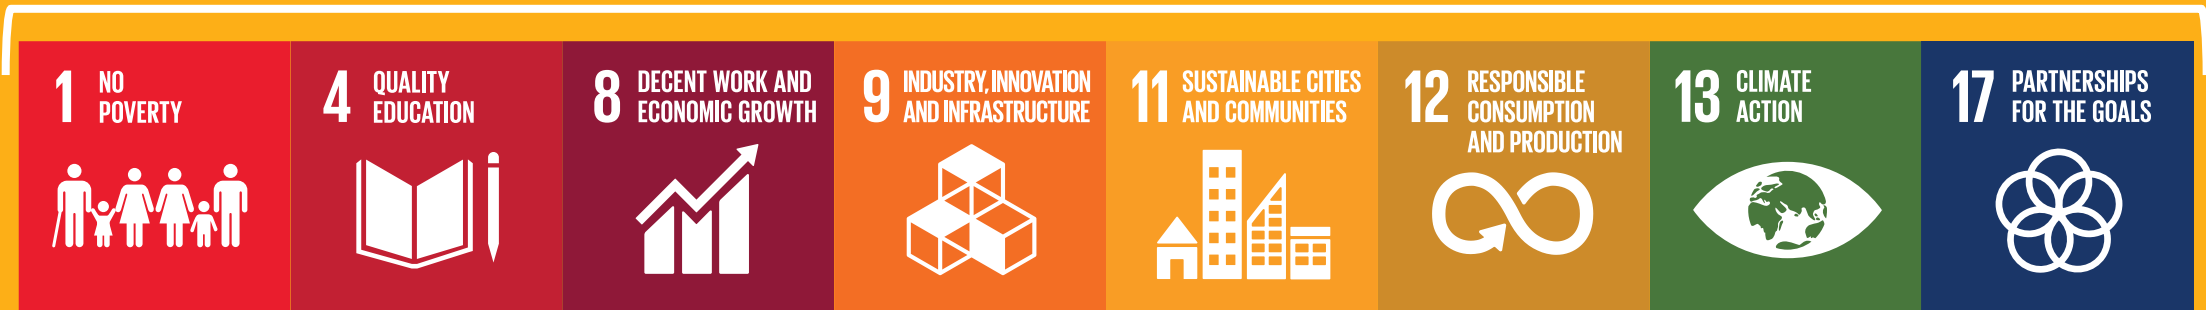 1 NO
POVERTY
4 QUALITY
EDUCATION
8 DECENT WORK AND
ECONOMIC GROWTH
9 INDUSTRY, INNOVATION
AND INFRASTRUCTURE
11 SUSTAINABLE CITIES
AND COMMUNITIES
12 RESPONSIBLE
CONSUMPTION
AND PRODUCTION
13 CLIMATE
ACTION
17 PARTNERSHIPS
FOR THE GOALS